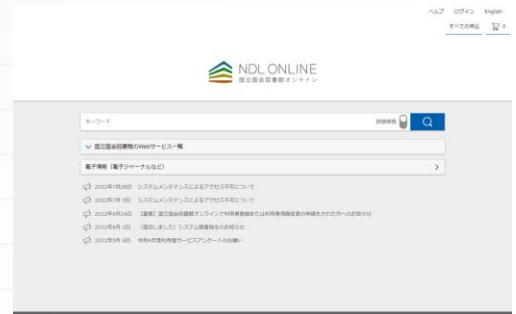 ヘルプ ログイン English
すべての申込 0
NDL ONLINE
国立国会図書館オンライン
キーワード 詳細検索
国立国会図書館のWebサービス一覧
電子情報（電子ジャーナルなど）
2022年7月26日 システムメンテナンスによるアクセス不可について
2022年7月 5日 システムメンテナンスによるアクセス不可について
2022年6月24日 【重要】国立国会図書館オンラインで利用者登録または利用者情報変更の申請をされた方へのお知らせ
2022年6月 2日 （復旧しました）システム障害発生のお知らせ
2022年5月 6日 令和4年度利用者サービスアンケートのお願い